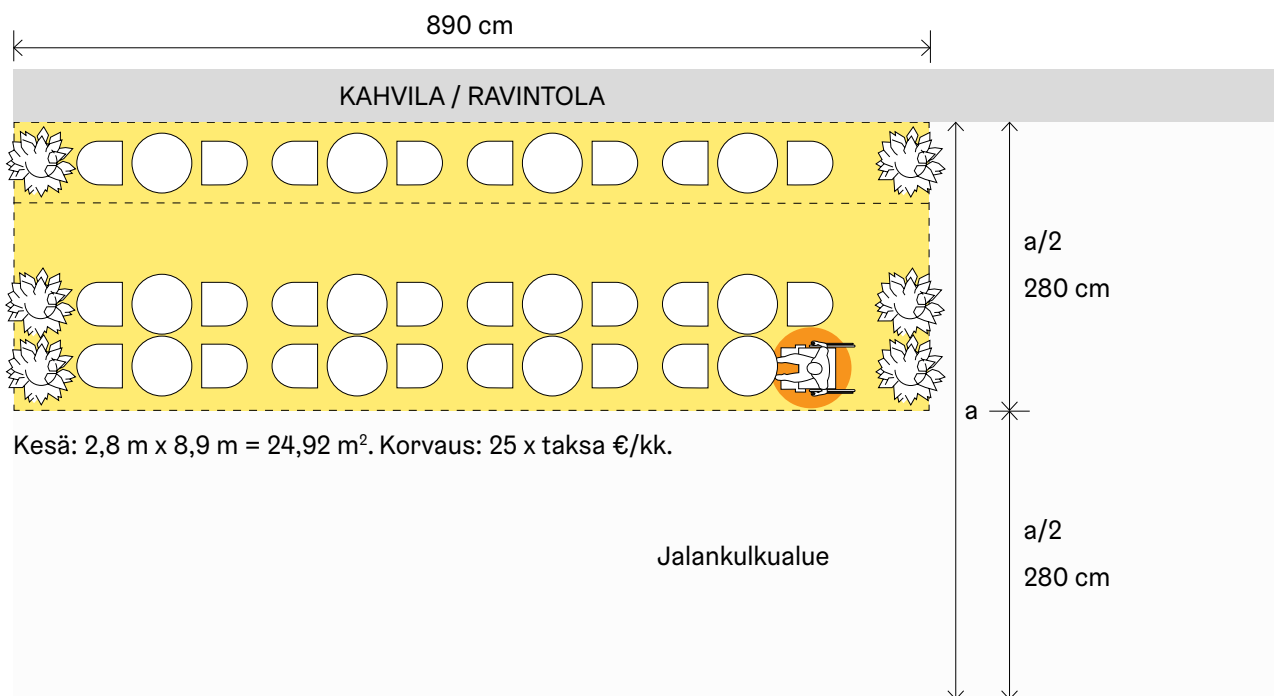 890 cm
KAHVILA / RAVINTOLA
a/2
280 cm
a
Kesä: 2,8 m x 8,9 m = 24,92 m². Korvaus: 25 x taksa €/kk.
a/2
Jalankulkualue
280 cm